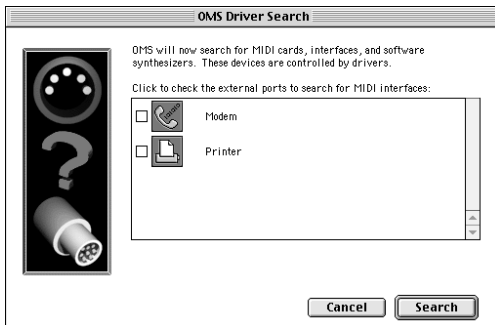 OMS Driver Search
OMS will now search for MIDI cards, interfaces, and software
synthesizers. These devices are controlled by drivers.
Click to check the external ports to search for MIDI interfaces:
Modem
Printer
Cancel
Search